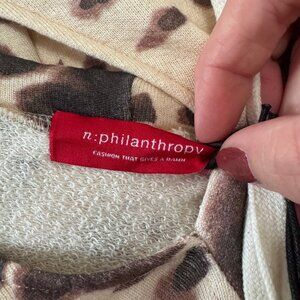 n:philanthropy
FASHION THAT GIVES A DAMN